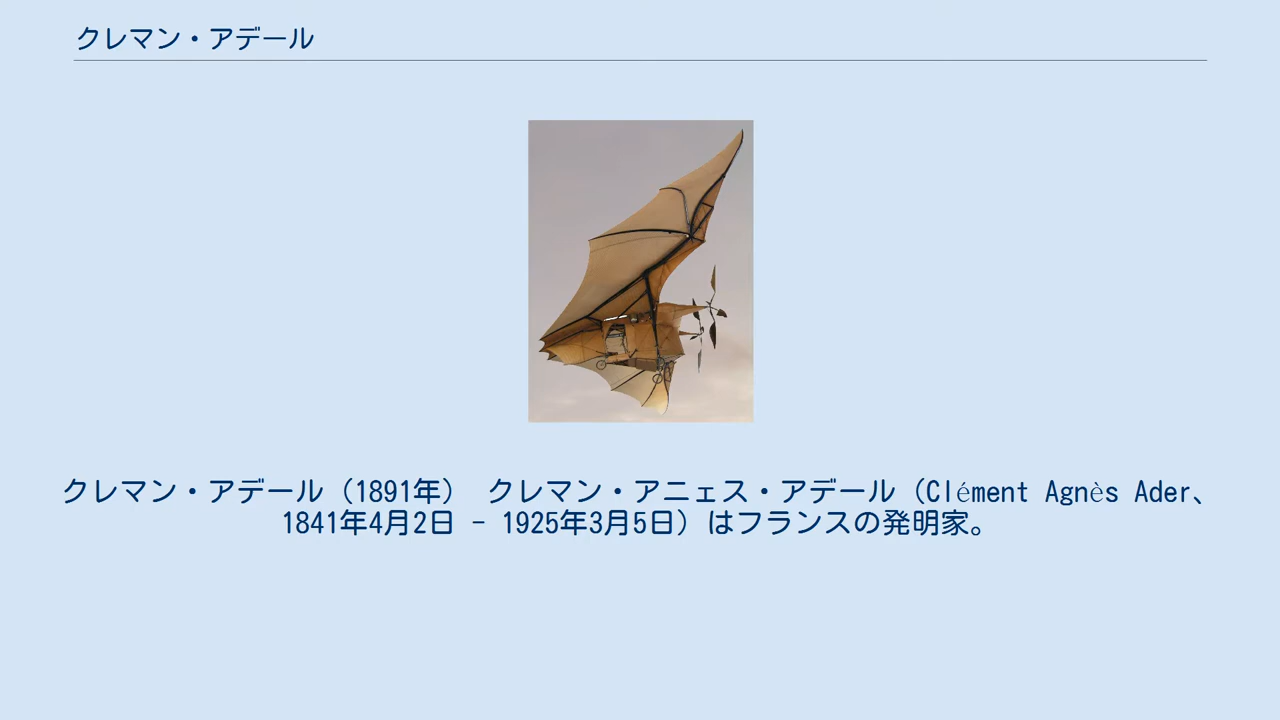 クレマン・アデール
クレマン・アデール（1891年） クレマン・アニェス・アデール（Clément Agnès Ader、
1841年4月2日 - 1925年3月5日）はフランスの発明家。